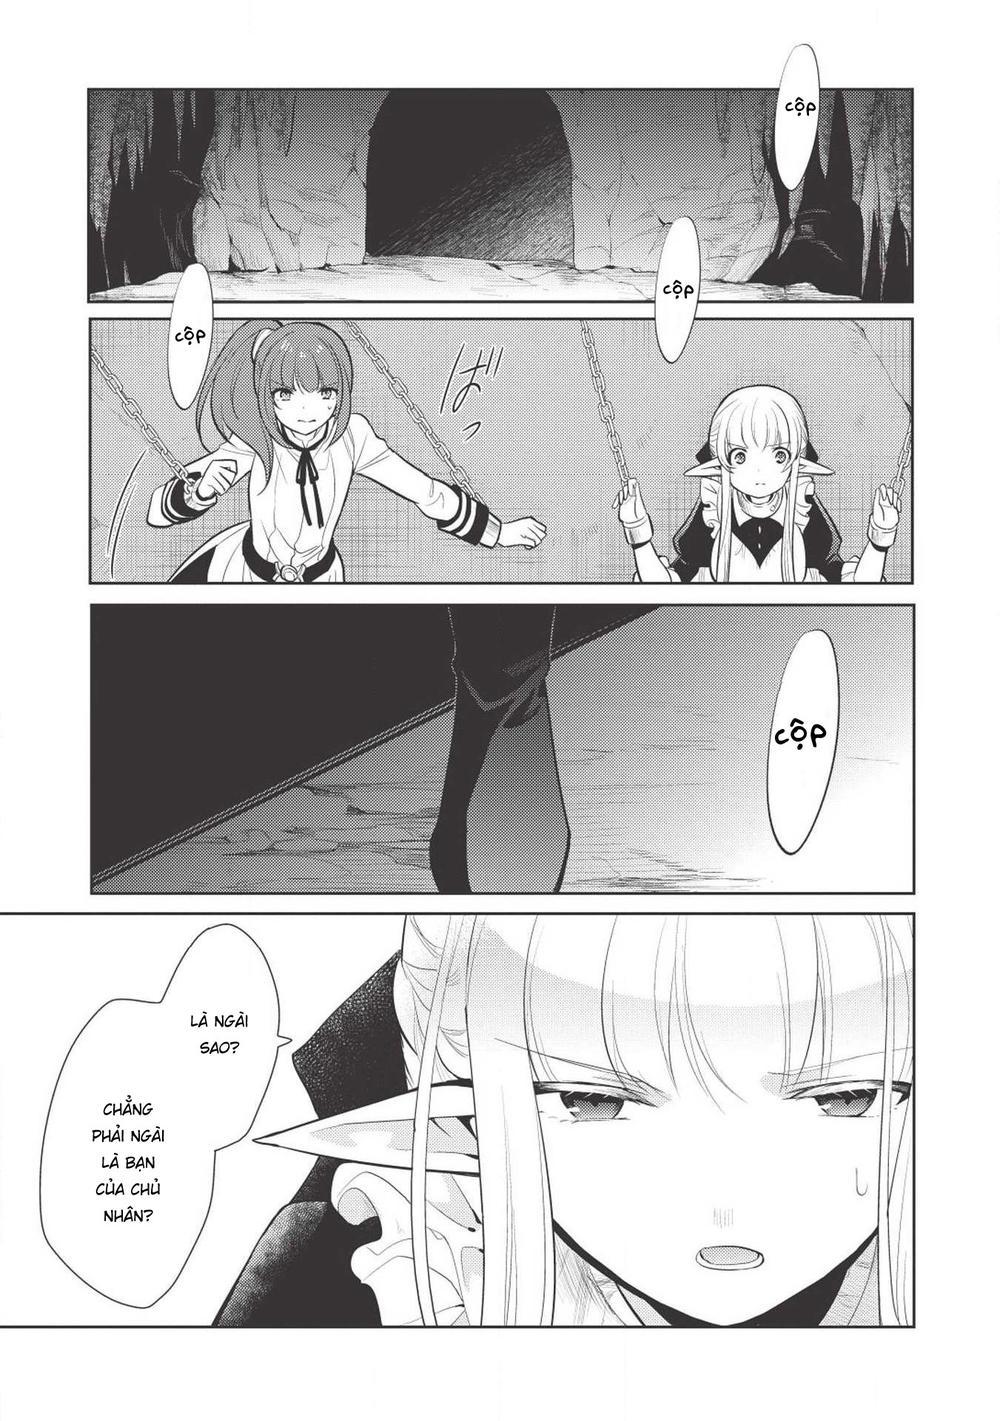 cộp
cộp
cộp
ばっ
cộp
LÀ NGÀI
SAO?
CHẲNG
PHẢI NGÀI
LÀ BẠN
CỦA CHỦ
NHÂN?